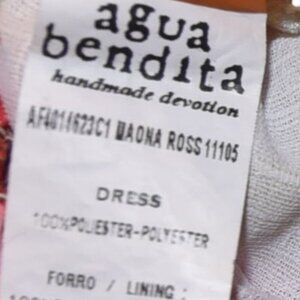 agua
bendita
handmade devotion
AF4014623C1 MAONA ROSS 11105
DRESS
100%POLIESTER-POLYESTER
FORRO / LINING :